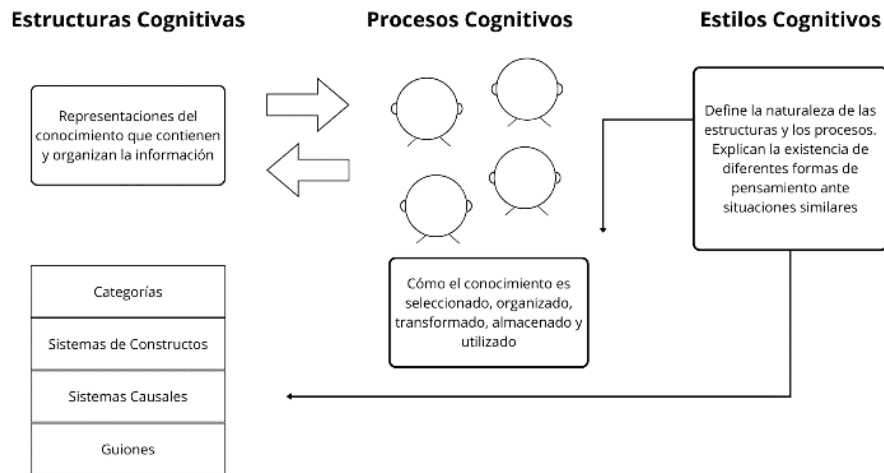 Estructuras Cognitivas
Procesos Cognitivos
Estilos Cognitivos
Representaciones del
conocimiento que contienen
y organizan la información
Categorías
Sistemas de Constructos
Sistemas Causales
Guiones
Cómo el conocimiento es
seleccionado, organizado,
transformado, almacenado y
utilizado
Define la naturaleza de las
estructuras y los procesos.
Explican la existencia de
diferentes formas de
pensamiento ante
situaciones similares